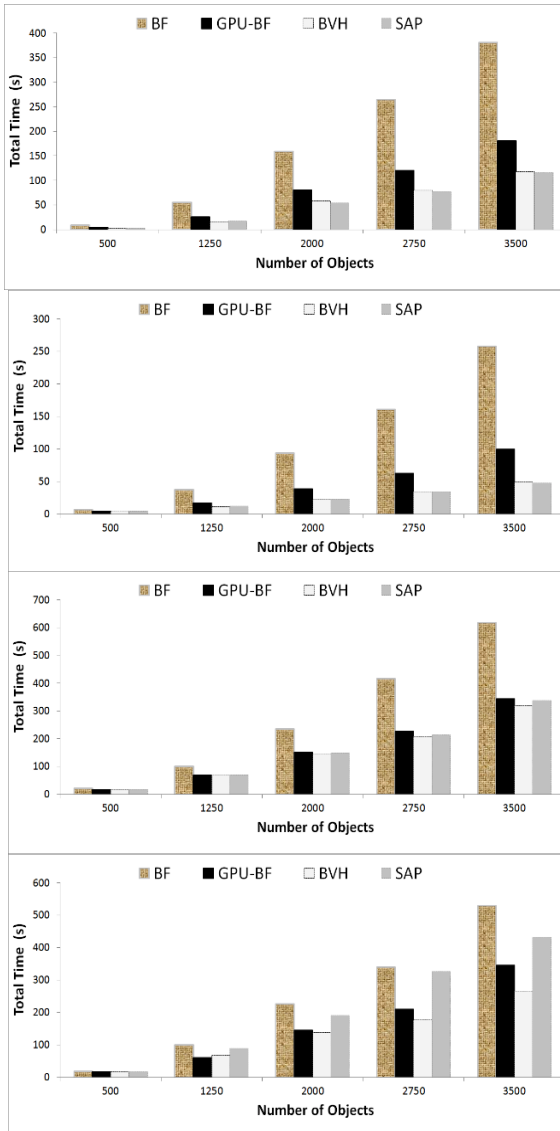 BF GPU-BF BVH SAP
400
350
300
250
200
150
100
50
0
Total Time (s)
500 1250 2000 2750 3500
Number of Objects
BF GPU-BF BVH SAP
300
250
200
150
100
50
0
Total Time (s)
500 1250 2000 2750 3500
Number of Objects
BF GPU-BF BVH SAP
700
600
500
400
300
200
100
0
Total Time (s)
500 1250 2000 2750 3500
Number of Objects
BF GPU-BF BVH SAP
600
500
400
300
200
100
0
Total Time (s)
500 1250 2000 2750 3500
Number of Objects